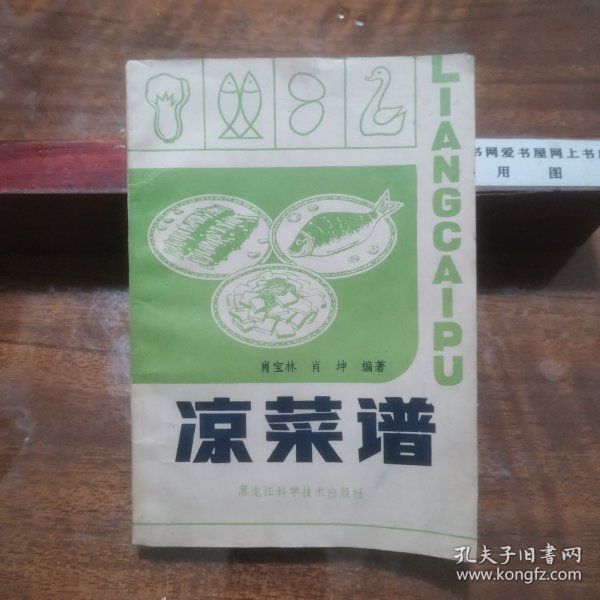 LIANGCAIPU
书网爱书屋网上书
用 图
肖宝林 肖 坤 编著
凉菜谱
黑龙江科学技术出版社
孔夫子旧书网
www.kongfz.com